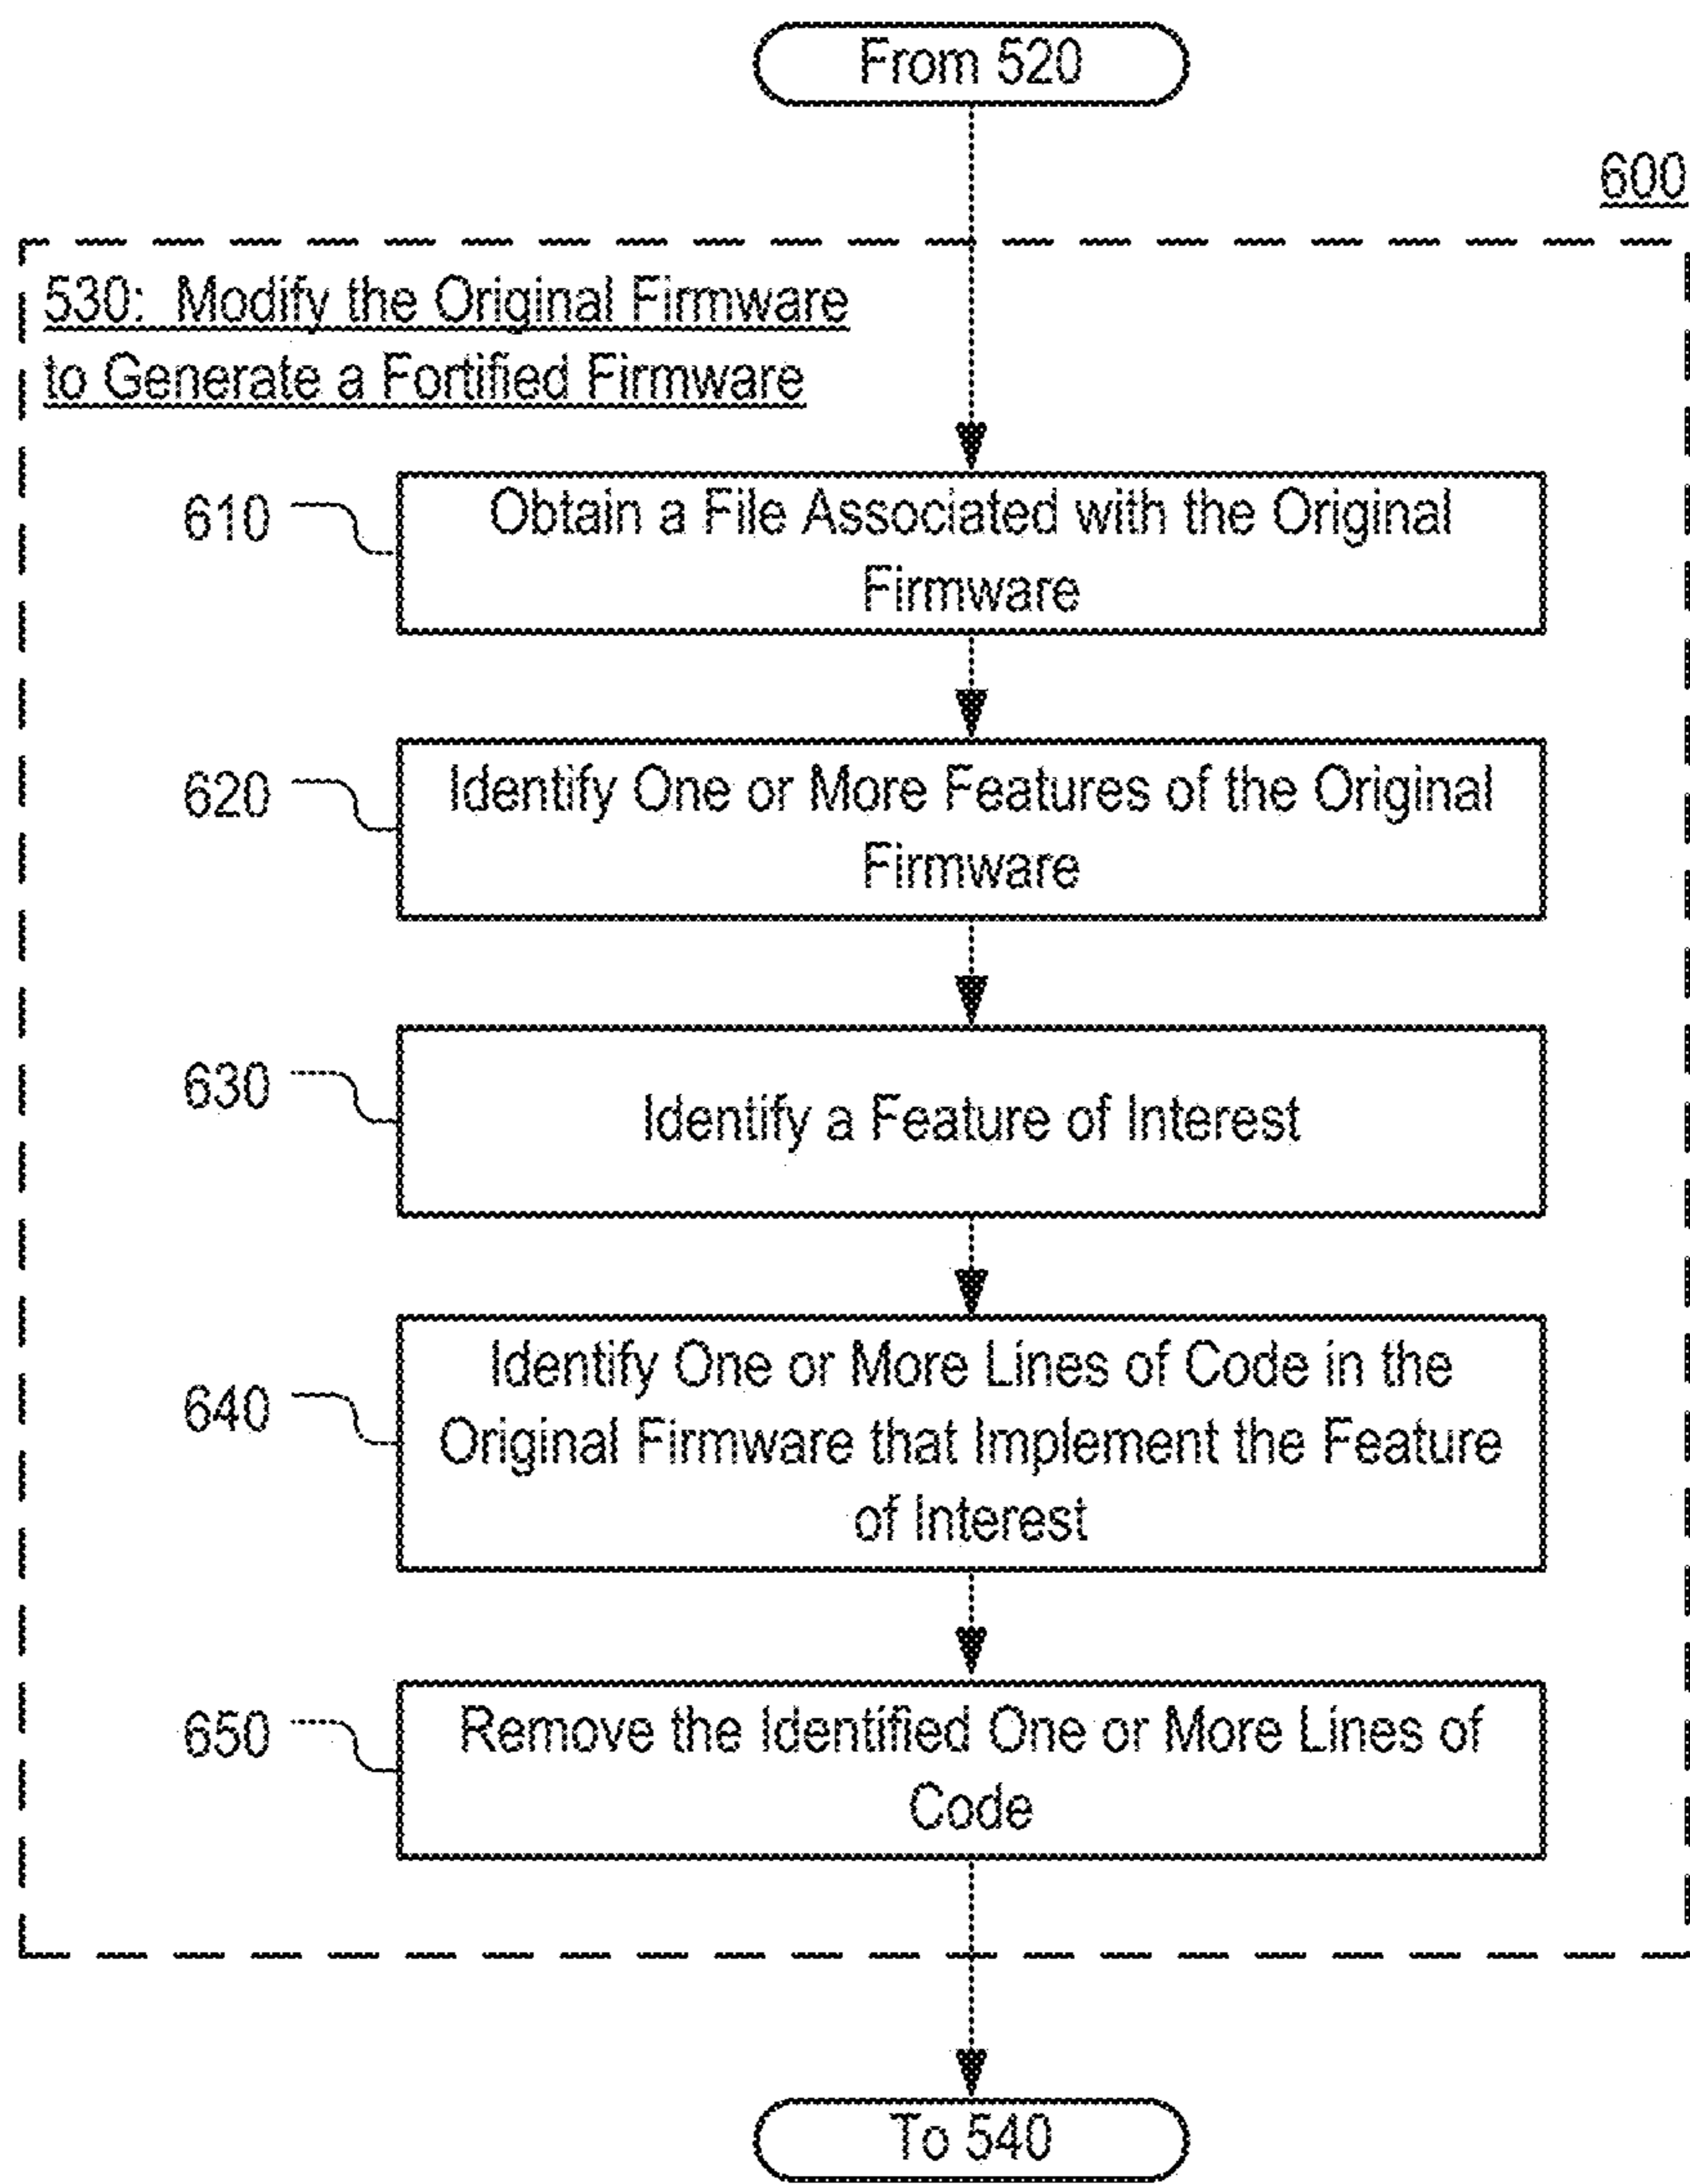 From 520
600
530: Modify the Original Firmware
to Generate a Fortified Firmware
610
Obtain a File Associated with the Original
Firmware
620
Identify One or More Features of the Original
Firmware
630
Identify a Feature of Interest
640
Identify One or More Lines of Code in the
Original Firmware that Implement the Feature
of Interest
650
Remove the Identified One or More Lines of
Code
To 540